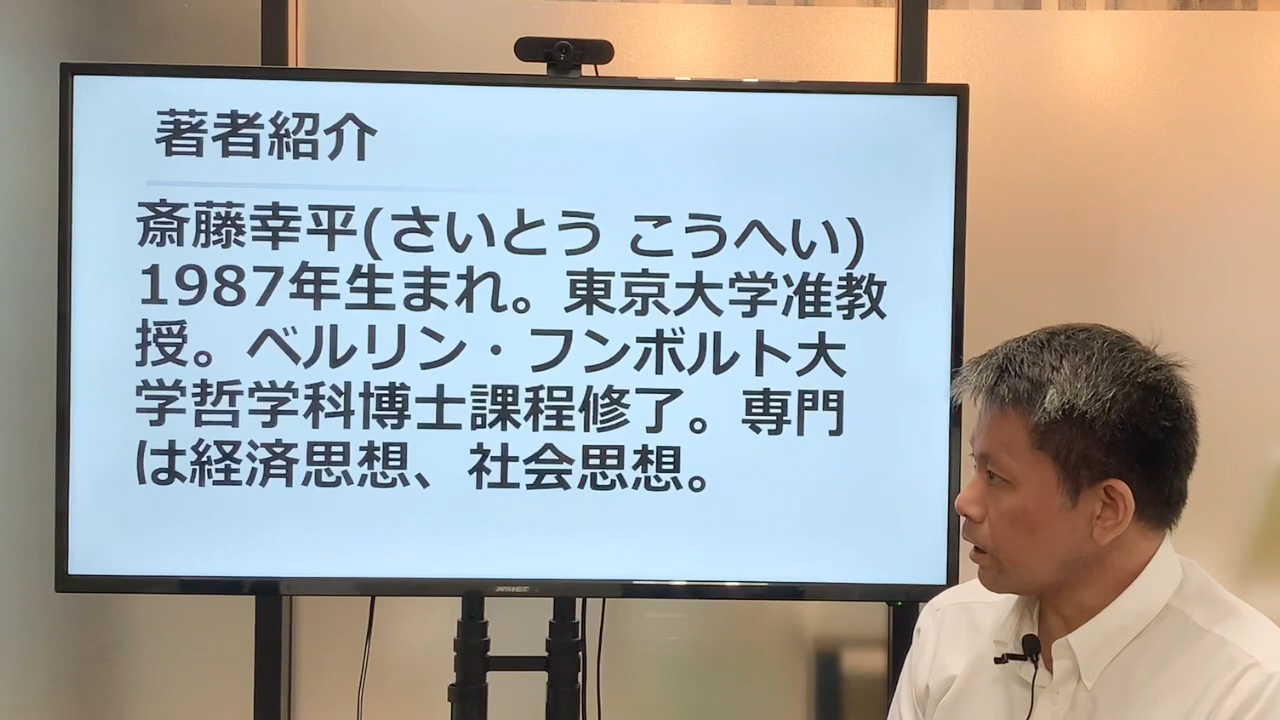 著者紹介
斎藤幸平(さいとう こうへい)
1987年生まれ。東京大学准教
授。ベルリン・フンボルト大
学哲学科博士課程修了。専門
は経済思想、社会思想。
JAPANNEXT